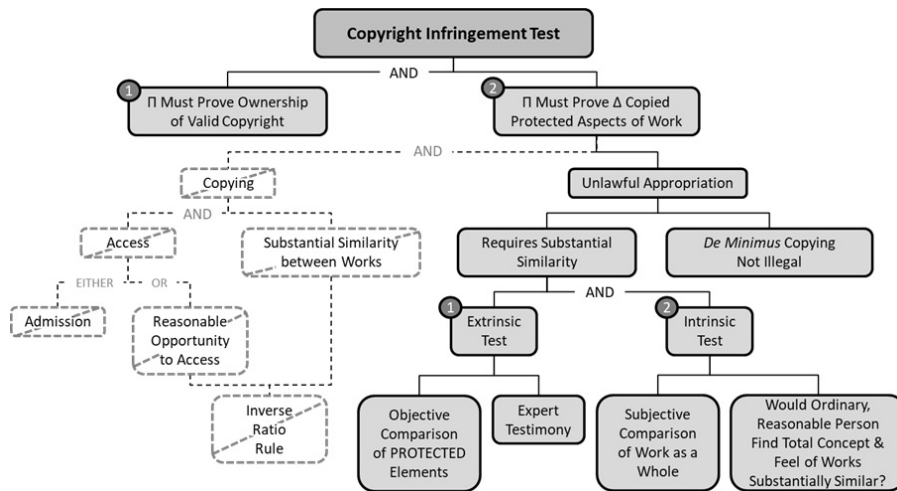 Copyright Infringement Test
AND
1
Π Must Prove Ownership
of Valid Copyright
2
Π Must Prove Δ Copied
Protected Aspects of Work
AND
Copying
Unlawful Appropriation
AND
Access
Substantial Similarity
between Works
Requires Substantial
Similarity
De Minimus Copying
Not Illegal
EITHER
OR
AND
Admission
Reasonable
Opportunity
to Access
1
Extrinsic
Test
2
Intrinsic
Test
Inverse
Ratio
Rule
Objective
Comparison
of PROTECTED
Elements
Expert
Testimony
Subjective
Comparison
of Work as a
Whole
Would Ordinary,
Reasonable Person
Find Total Concept &
Feel of Works
Substantially Similar?